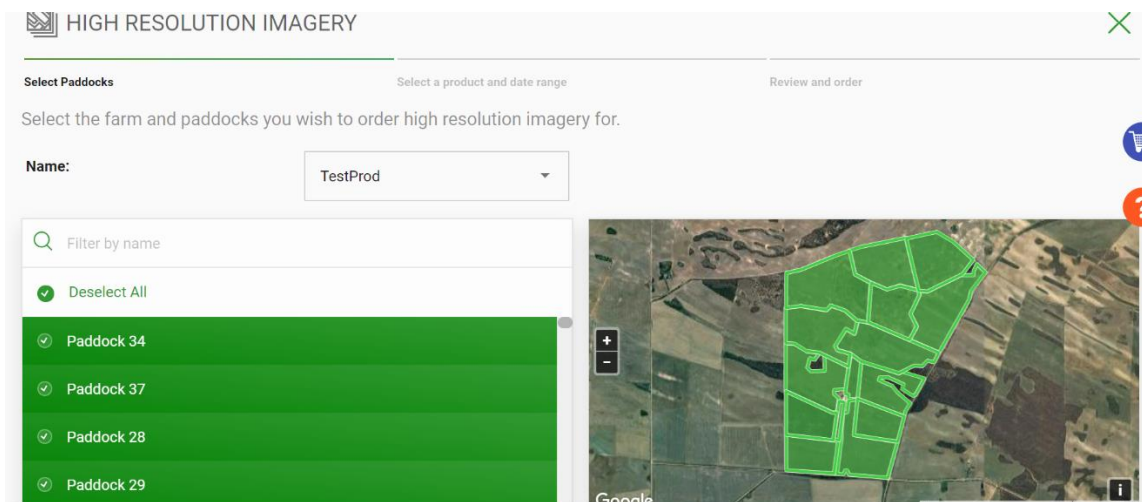 HIGH RESOLUTION IMAGERY
Select Paddocks
Select a product and date range
Review and order
Select the farm and paddocks you wish to order high resolution imagery for.
Name:
TestProd
Filter by name
Deselect All
Paddock 34
Paddock 37
Paddock 28
Paddock 29
+
-
Google
i
?